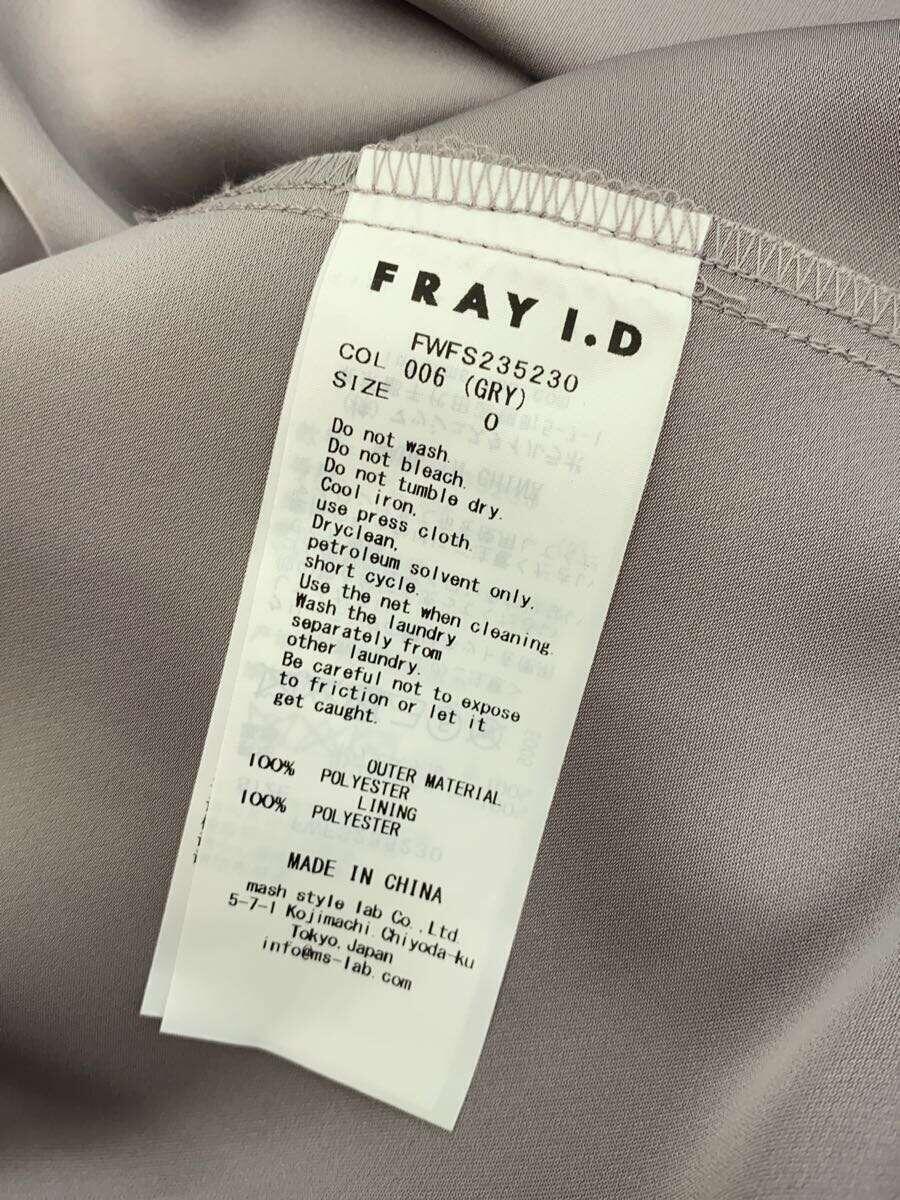 FRAY I.D
FWFS235230
COL 006 (GRY)
SIZE 0
Do not wash.
Do not bleach.
Do not tumble dry.
Cool iron,
use press cloth.
Dryclean,
petroleum solvent only.
short cycle.
Use the net when cleaning.
Wash the laundry
separately from
other laundry.
Be careful not to expose
to friction or let it
get caught.
OUTER MATERIAL
100% POLYESTER
LINING
100% POLYESTER
MADE IN CHINA
mash style lab Co.,Ltd.
5-7-1 Kojimachi Chiyoda-ku
Tokyo,Japan
info@ms-lab.com